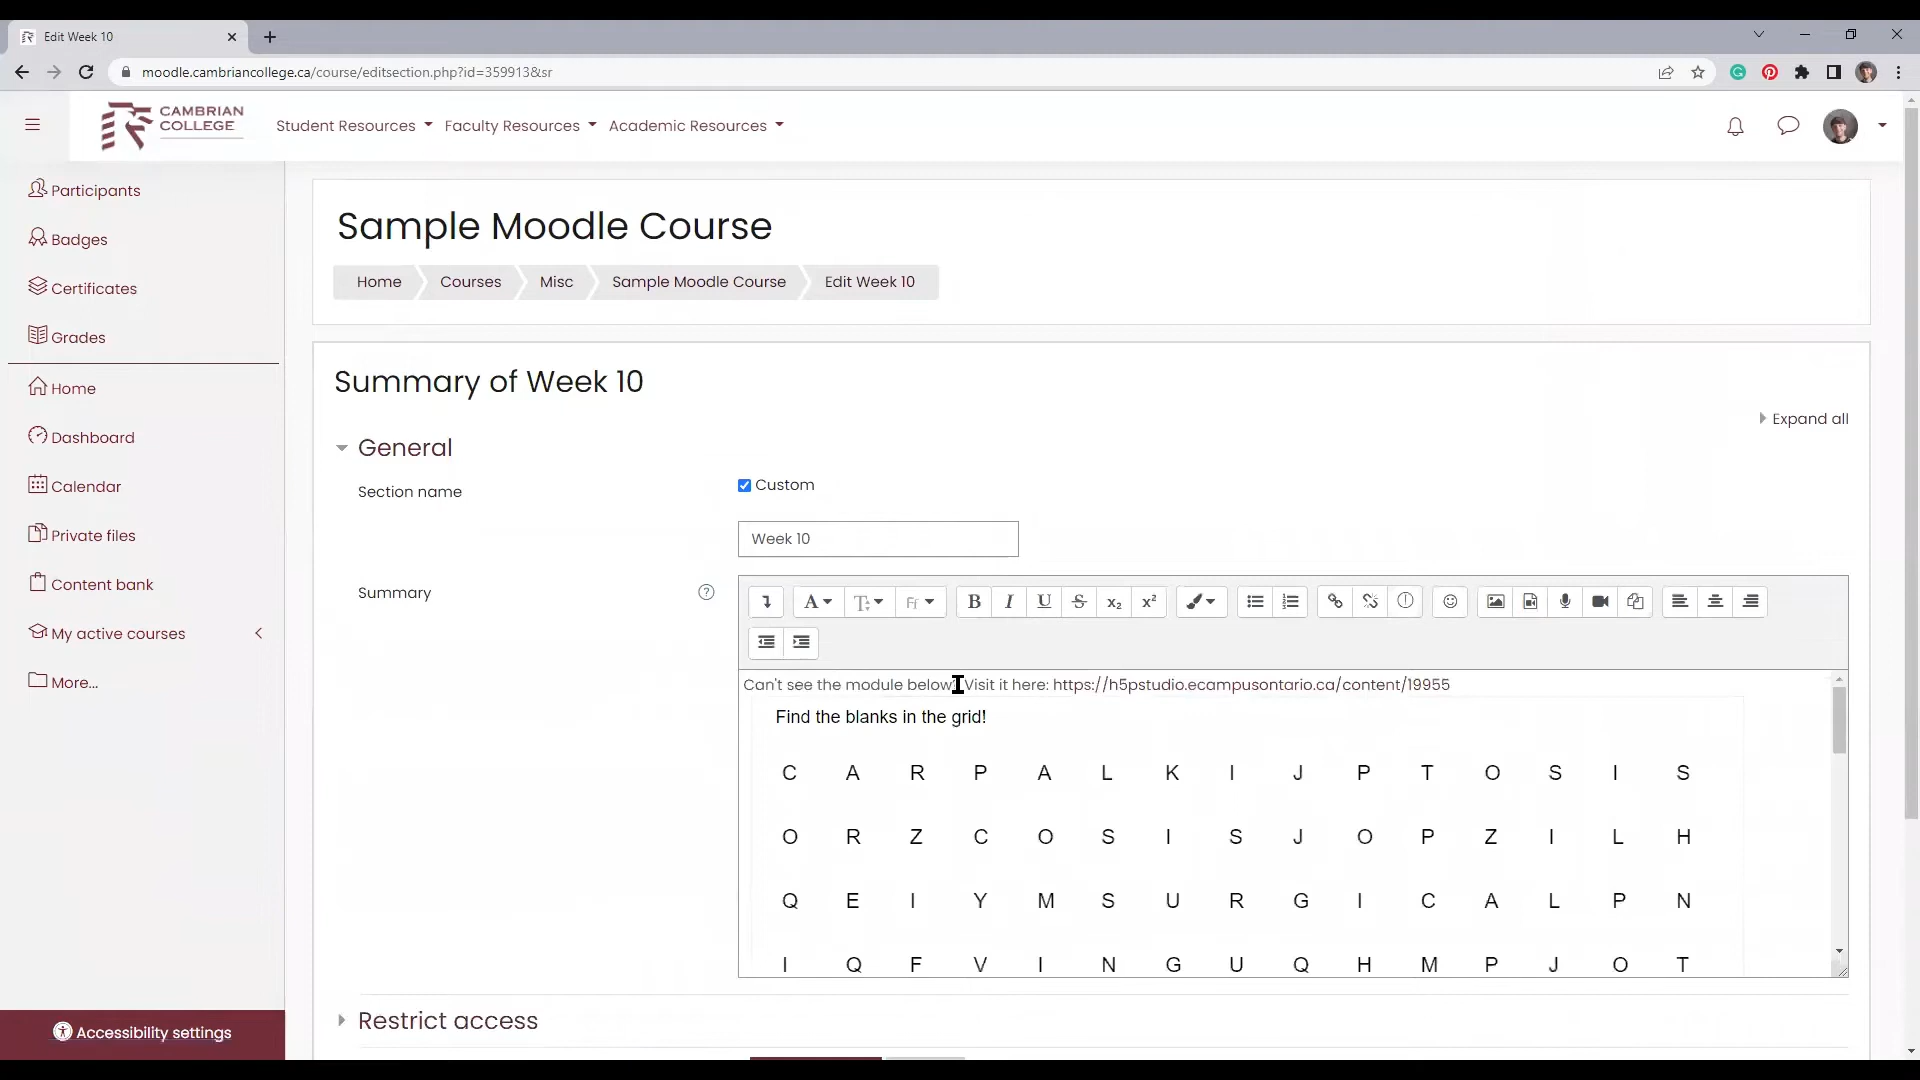 Edit Week 10
moodle.cambriancollege.ca/course/editsection.php?id=359913&sr
CAMBRIAN
COLLEGE
Student Resources
Faculty Resources
Academic Resources
Participants
Badges
Certificates
Grades
Home
Dashboard
Calendar
Private files
Content bank
My active courses
More...
Accessibility settings
Sample Moodle Course
Home
Courses
Misc
Sample Moodle Course
Edit Week 10
Summary of Week 10
Expand all
General
Section name
Custom
Week 10
Summary
Can't see the module below? Visit it here: https://h5pstudio.ecampusontario.ca/content/19955
Find the blanks in the grid!
C A R P A L K I J P T O S I S
O R Z C O S I S J O P Z I L H
Q E I Y M S U R G I C A L P N
I Q F V I N G U Q H M P J O T
Restrict access